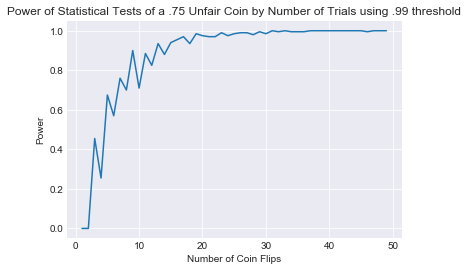 Power of Statistical Tests of a .75 Unfair Coin by Number of Trials using .99 threshold
1.0
0.8
0.6
0.4
0.2
0.0
Power
0 10 20 30 40 50
Number of Coin Flips